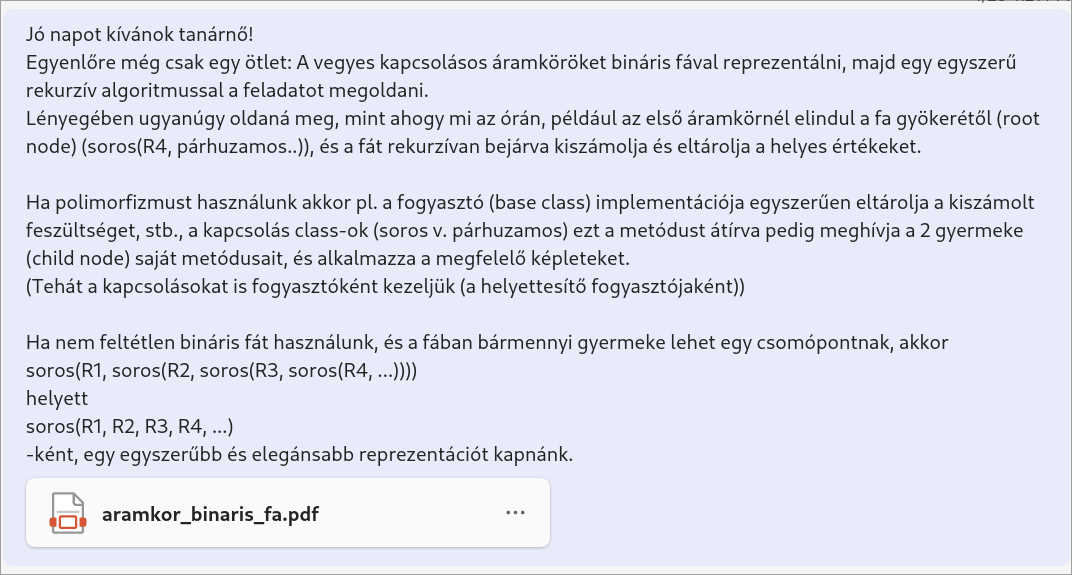 Jó napot kívánok tanárnő!
Egyenlőre még csak egy ötlet: A vegyes kapcsolásos áramköröket bináris fával reprezentálni, majd egy egyszerű
rekurzív algoritmussal a feladatot megoldani.
Lényegében ugyanúgy oldaná meg, mint ahogy mi az órán, például az első áramkörnél elindul a fa gyökerétől (root
node) (soros(R4, párhuzamos..)), és a fát rekurzívan bejárva kiszámolja és eltárolja a helyes értékeket.
Ha polimorfizmust használunk akkor pl. a fogyasztó (base class) implementációja egyszerűen eltárolja a kiszámolt
feszültséget, stb., a kapcsolás class-ok (soros v. párhuzamos) ezt a metódust átírva pedig meghívja a 2 gyermeke
(child node) saját metódusait, és alkalmazza a megfelelő képleteket.
(Tehát a kapcsolásokat is fogyasztóként kezeljük (a helyettesítő fogyasztójaként))
Ha nem feltétlen bináris fát használunk, és a fában bármennyi gyermeke lehet egy csomópontnak, akkor
soros(R1, soros(R2, soros(R3, soros(R4, ...))))
helyett
soros(R1, R2, R3, R4, ...)
-ként, egy egyszerűbb és elegánsabb reprezentációt kapnánk.
aramkor_binaris_fa.pdf